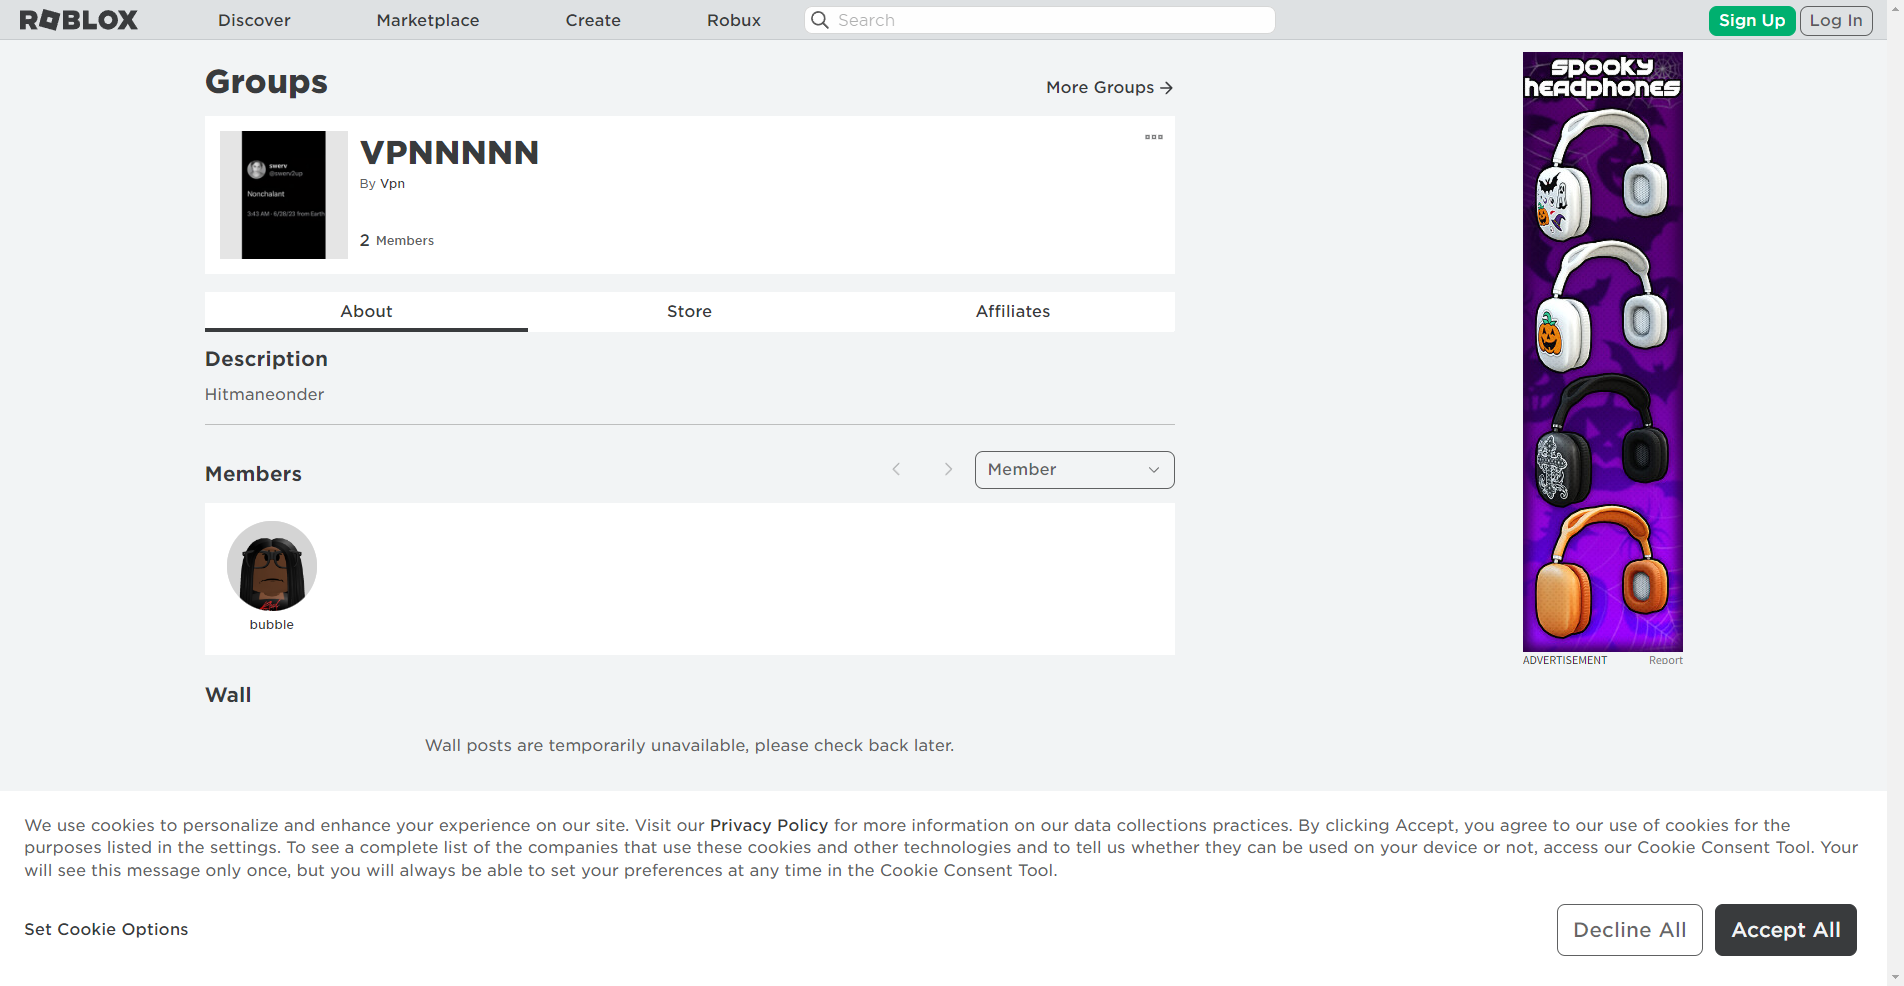 ROBLOX
Discover
Marketplace
Create
Robux
Search
Sign Up
Log In
Groups
More Groups
swerv
@swerv2up
Nonchalant
3:43 AM · 6/28/23 from Earth
VPNNNNN
By Vpn
2 Members
About
Store
Affiliates
Description
Hitmaneonder
Members
Member
bubble
Wall
Wall posts are temporarily unavailable, please check back later.
spooky
headphones
ADVERTISEMENT
Report
We use cookies to personalize and enhance your experience on our site. Visit our Privacy Policy for more information on our data collections practices. By clicking Accept, you agree to our use of cookies for the
purposes listed in the settings. To see a complete list of the companies that use these cookies and other technologies and to tell us whether they can be used on your device or not, access our Cookie Consent Tool. Your
will see this message only once, but you will always be able to set your preferences at any time in the Cookie Consent Tool.
Set Cookie Options
Decline All
Accept All